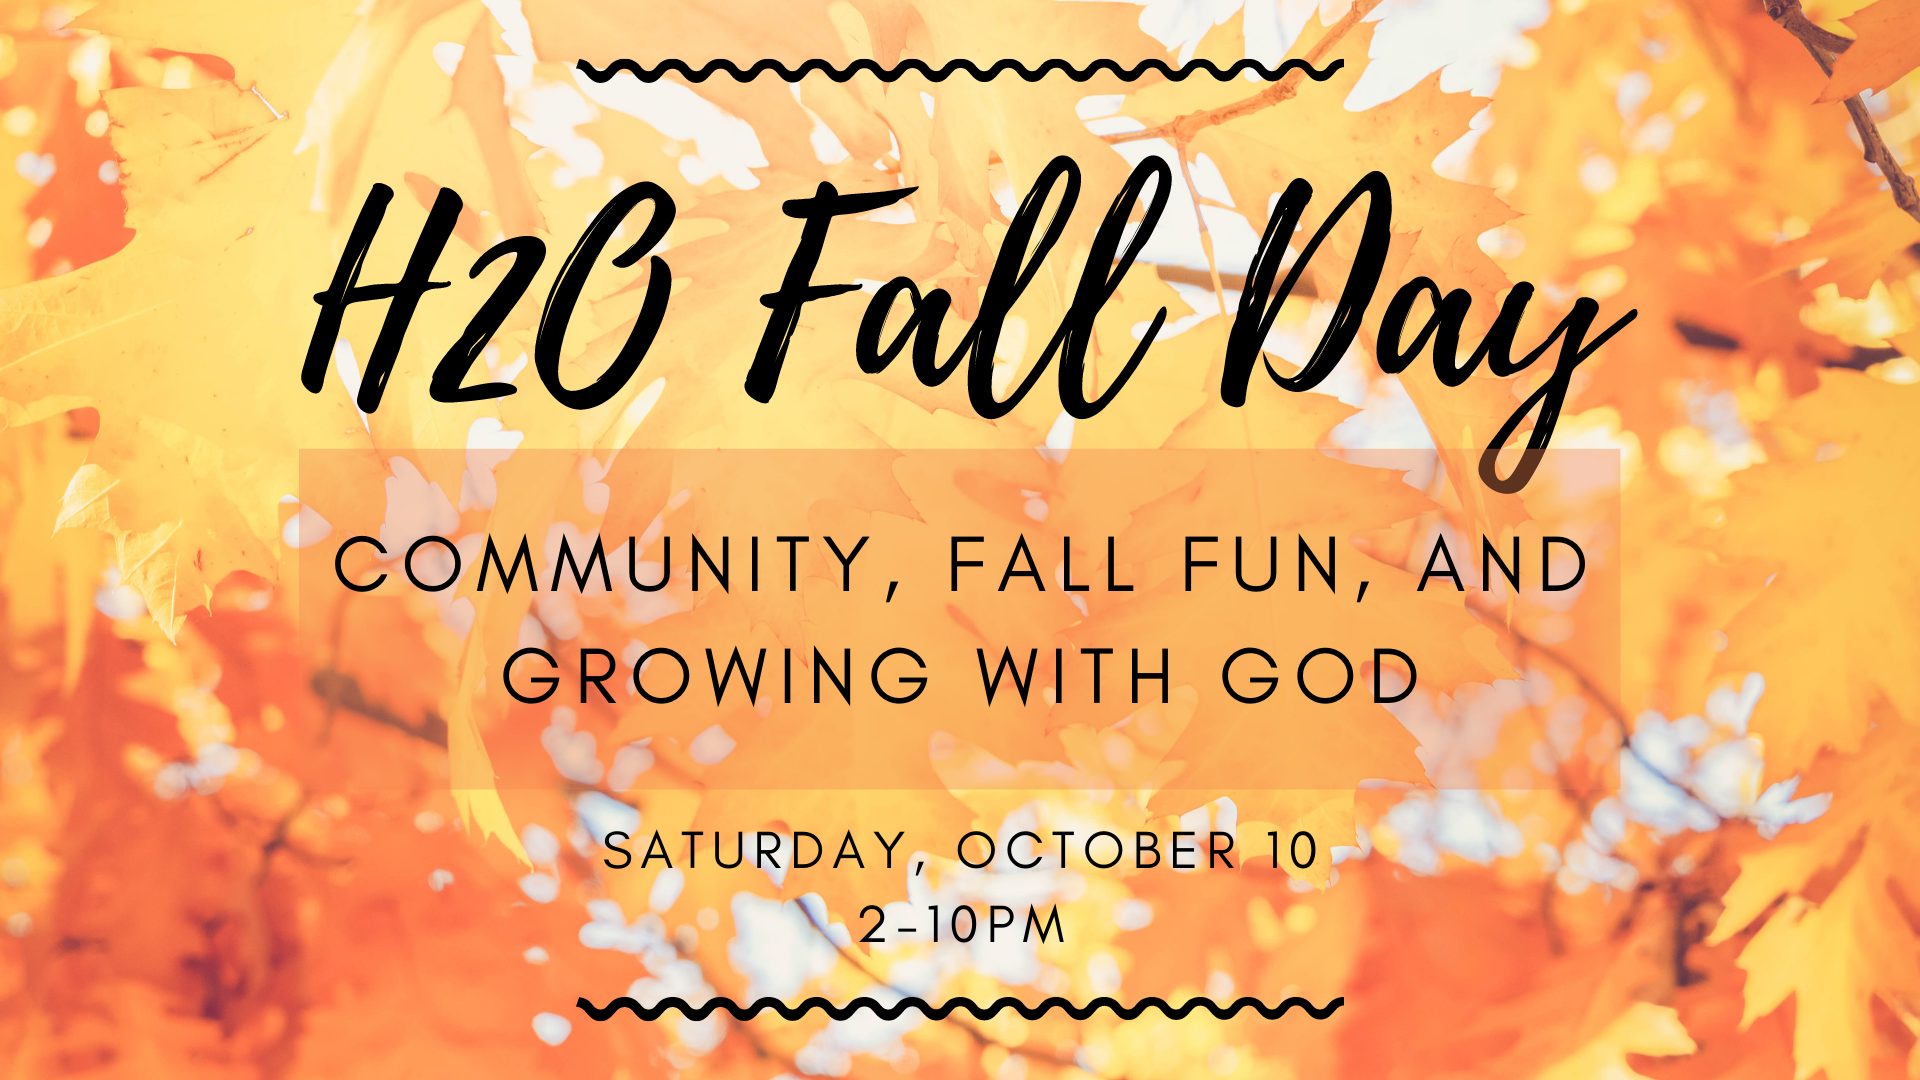 H2O Fall Day
COMMUNITY, FALL FUN, AND
GROWING WITH GOD
SATURDAY, OCTOBER 10
2-10PM